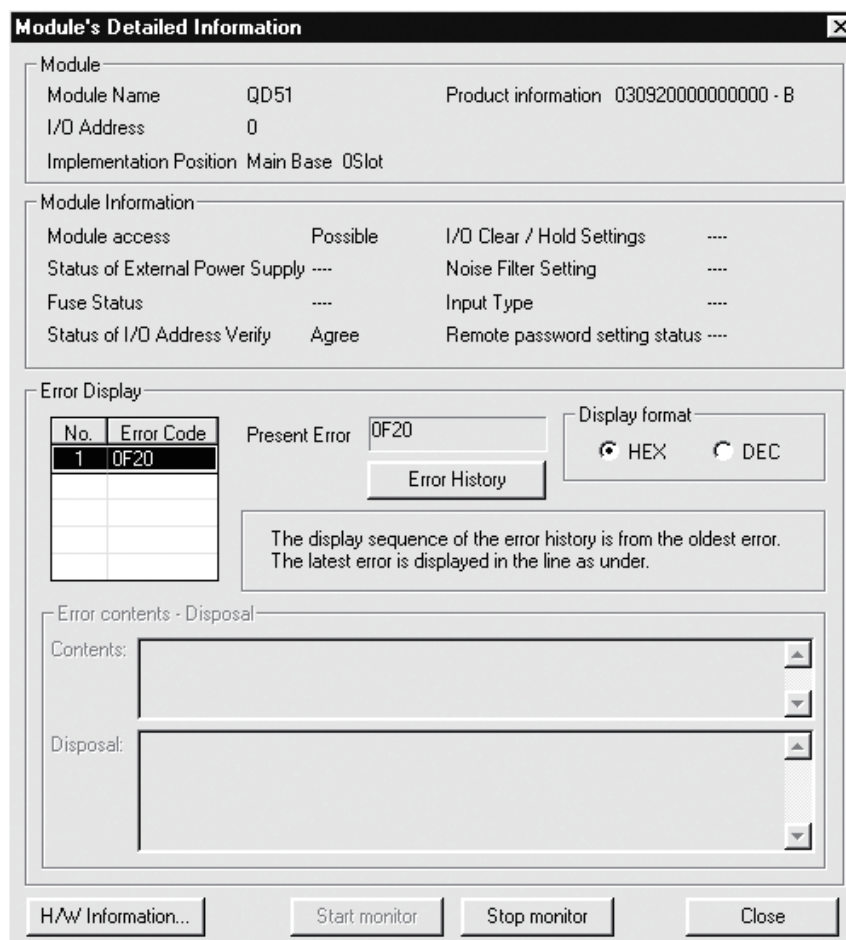 Module's Detailed Information
Module
Module Name QD51 Product information 030920000000000 - B
I/O Address 0
Implementation Position Main Base 0Slot
Module Information
Module access Possible I/O Clear / Hold Settings ----
Status of External Power Supply ---- Noise Filter Setting ----
Fuse Status ---- Input Type ----
Status of I/O Address Verify Agree Remote password setting status ----
Error Display
No. Error Code
1 0F20
Present Error 0F20
Display format
HEX DEC
Error History
The display sequence of the error history is from the oldest error.
The latest error is displayed in the line as under.
Error contents - Disposal
Contents:
Disposal:
H/W Information... Start monitor Stop monitor Close